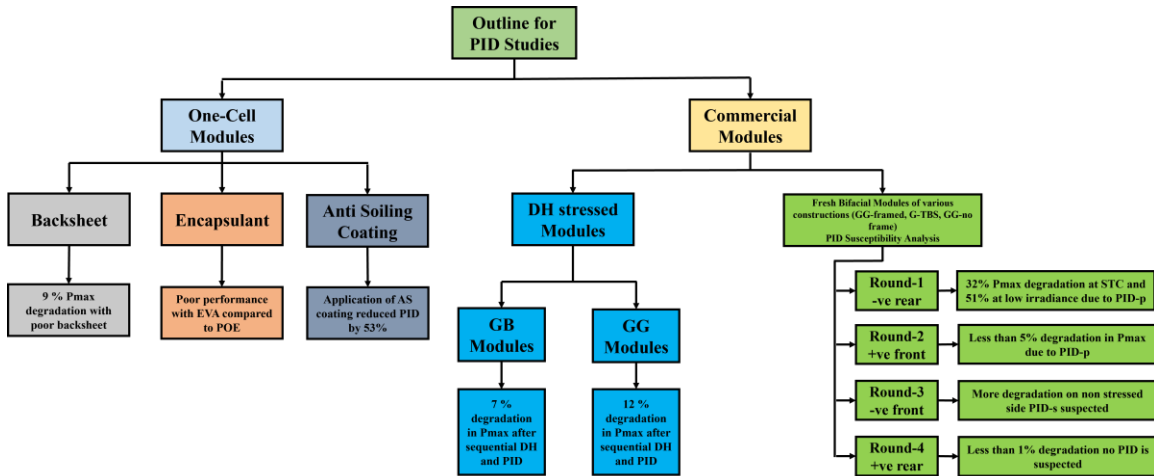 Outline for
PID Studies
One-Cell
Modules
Commercial
Modules
Backsheet
Encapsulant
Anti Soiling
Coating
DH stressed
Modules
Fresh Bifacial Modules of various
constructions (GG-framed, G-TBS, GG-no
frame)
PID Susceptibility Analysis
9 % Pmax
degradation with
poor backsheet
Poor performance
with EVA compared
to POE
Application of AS
coating reduced PID
by 53%
GB
Modules
GG
Modules
7 %
degradation
in Pmax after
sequential DH
and PID
12 %
degradation
in Pmax after
sequential DH
and PID
Round-1
-ve rear
32% Pmax degradation at STC and
51% at low irradiance due to PID-p
Round-2
+ve front
Less than 5% degradation in Pmax
due to PID-p
Round-3
-ve front
More degradation on non stressed
side PID-s suspected
Round-4
+ve rear
Less than 1% degradation no PID is
suspected